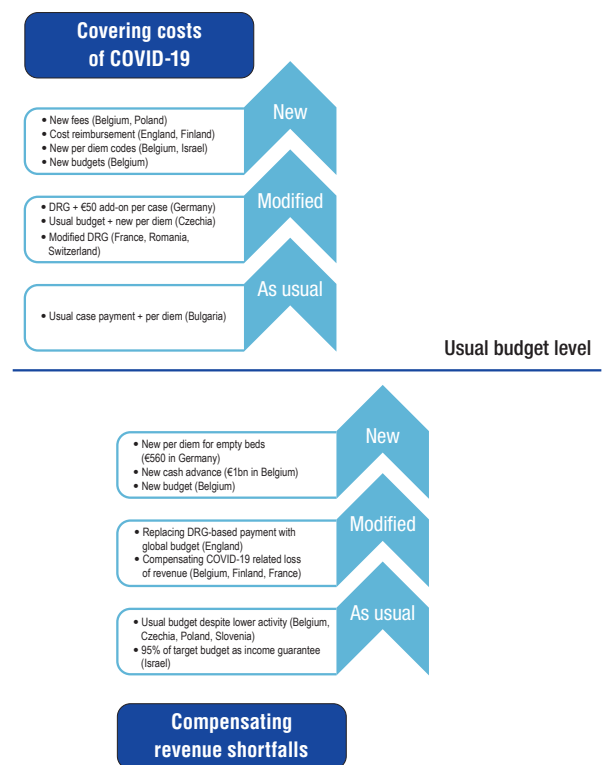 Covering costs
of COVID-19
New
• New fees (Belgium, Poland)
• Cost reimbursement (England, Finland)
• New per diem codes (Belgium, Israel)
• New budgets (Belgium)
Modified
• DRG + €50 add-on per case (Germany)
• Usual budget + new per diem (Czechia)
• Modified DRG (France, Romania,
Switzerland)
As usual
• Usual case payment + per diem (Bulgaria)
Usual budget level
New
• New per diem for empty beds
(€560 in Germany)
• New cash advance (€1bn in Belgium)
• New budget (Belgium)
Modified
• Replacing DRG-based payment with
global budget (England)
• Compensating COVID-19 related loss
of revenue (Belgium, Finland, France)
As usual
• Usual budget despite lower activity (Belgium,
Czechia, Poland, Slovenia)
• 95% of target budget as income guarantee
(Israel)
Compensating
revenue shortfalls